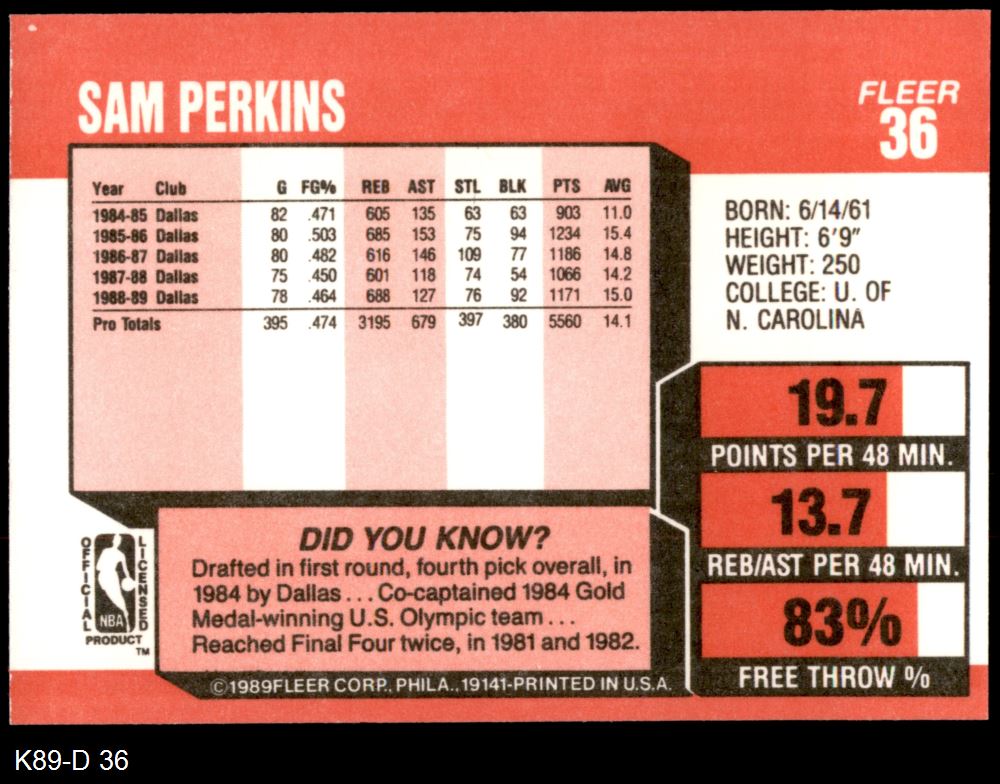 SAM PERKINS
FLEER
36
Year Club G FG% REB AST STL BLK PTS AVG
1984-85 Dallas 82 .471 605 135 63 63 903 11.0
1985-86 Dallas 80 .503 685 153 75 94 1234 15.4
1986-87 Dallas 80 .482 616 146 109 77 1186 14.8
1987-88 Dallas 75 .450 601 118 74 54 1066 14.2
1988-89 Dallas 78 .464 688 127 76 92 1171 15.0
Pro Totals 395 .474 3195 679 397 380 5560 14.1
BORN: 6/14/61
HEIGHT: 6'9"
WEIGHT: 250
COLLEGE: U. OF
N. CAROLINA
19.7
POINTS PER 48 MIN.
13.7
REB/AST PER 48 MIN.
83%
FREE THROW %
OFFICIAL
LICENSED
NBA
PRODUCT
TM
DID YOU KNOW?
Drafted in first round, fourth pick overall, in
1984 by Dallas... Co-captained 1984 Gold
Medal-winning U.S. Olympic team...
Reached Final Four twice, in 1981 and 1982.
©1989FLEER CORP., PHILA., 19141-PRINTED IN U.S.A.
K89-D 36